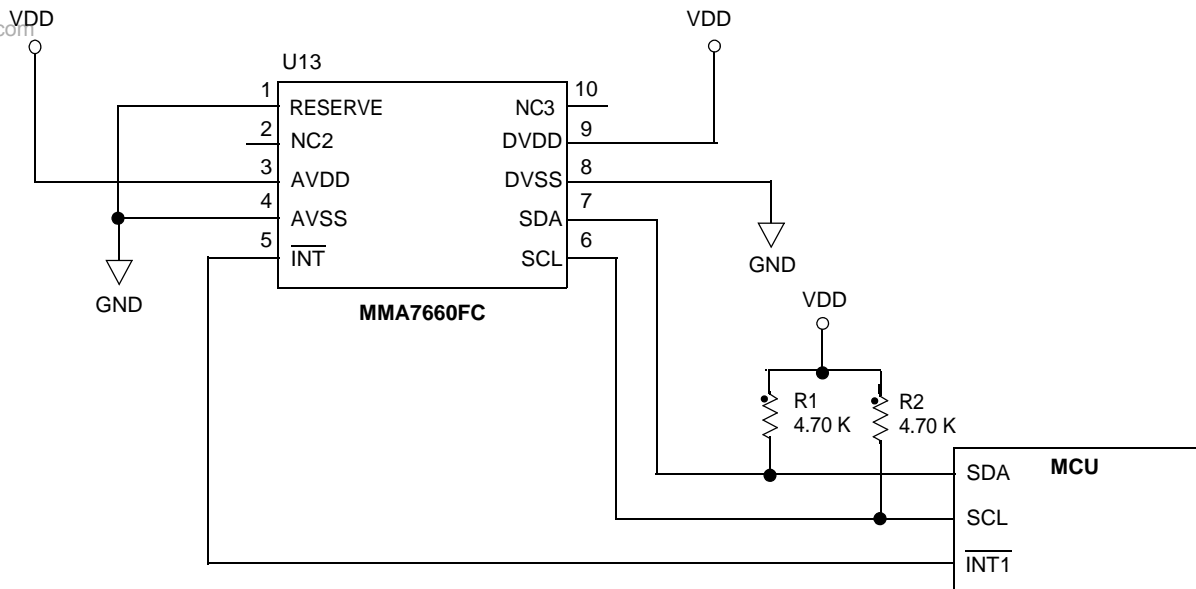 VDD
com
VDD
U13
1
RESERVE
2
NC2
3
AVDD
4
AVSS
5
INT
10
NC3
9
DVDD
8
DVSS
7
SDA
6
SCL
MMA7660FC
GND
GND
VDD
R1
4.70 K
R2
4.70 K
MCU
SDA
SCL
INT1